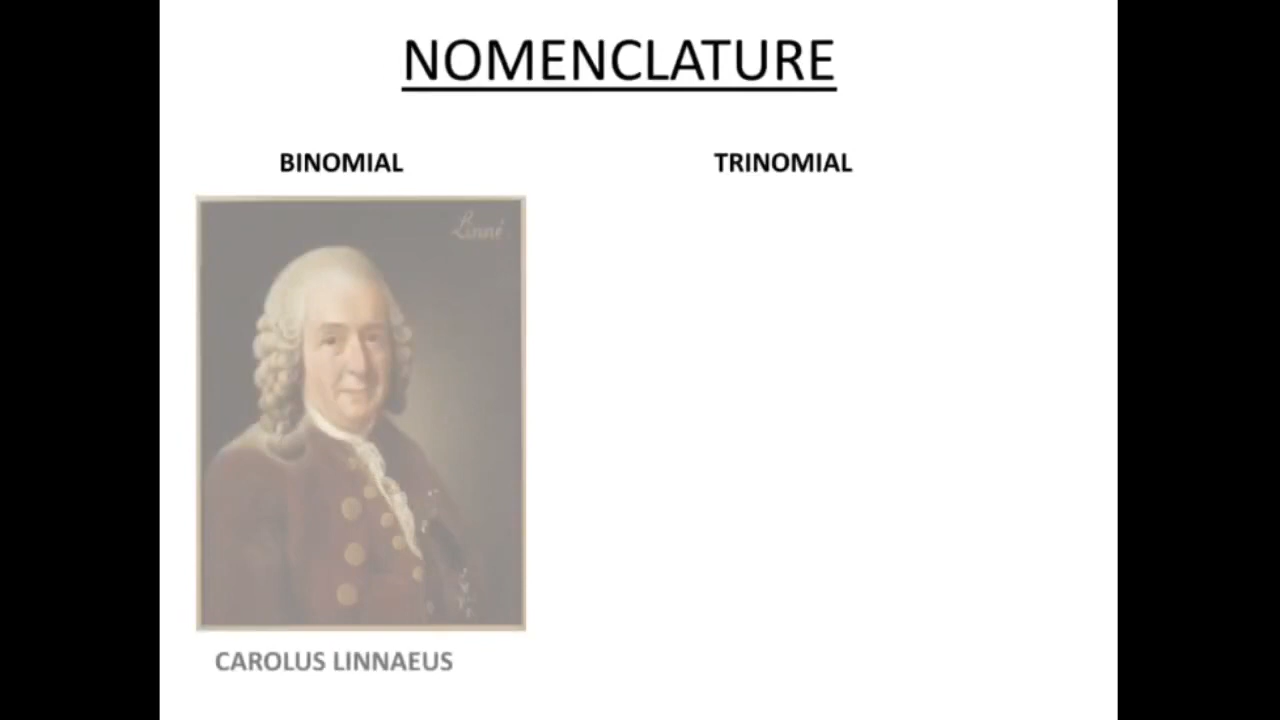 NOMENCLATURE
BINOMIAL
TRINOMIAL
Linné
CAROLUS LINNAEUS